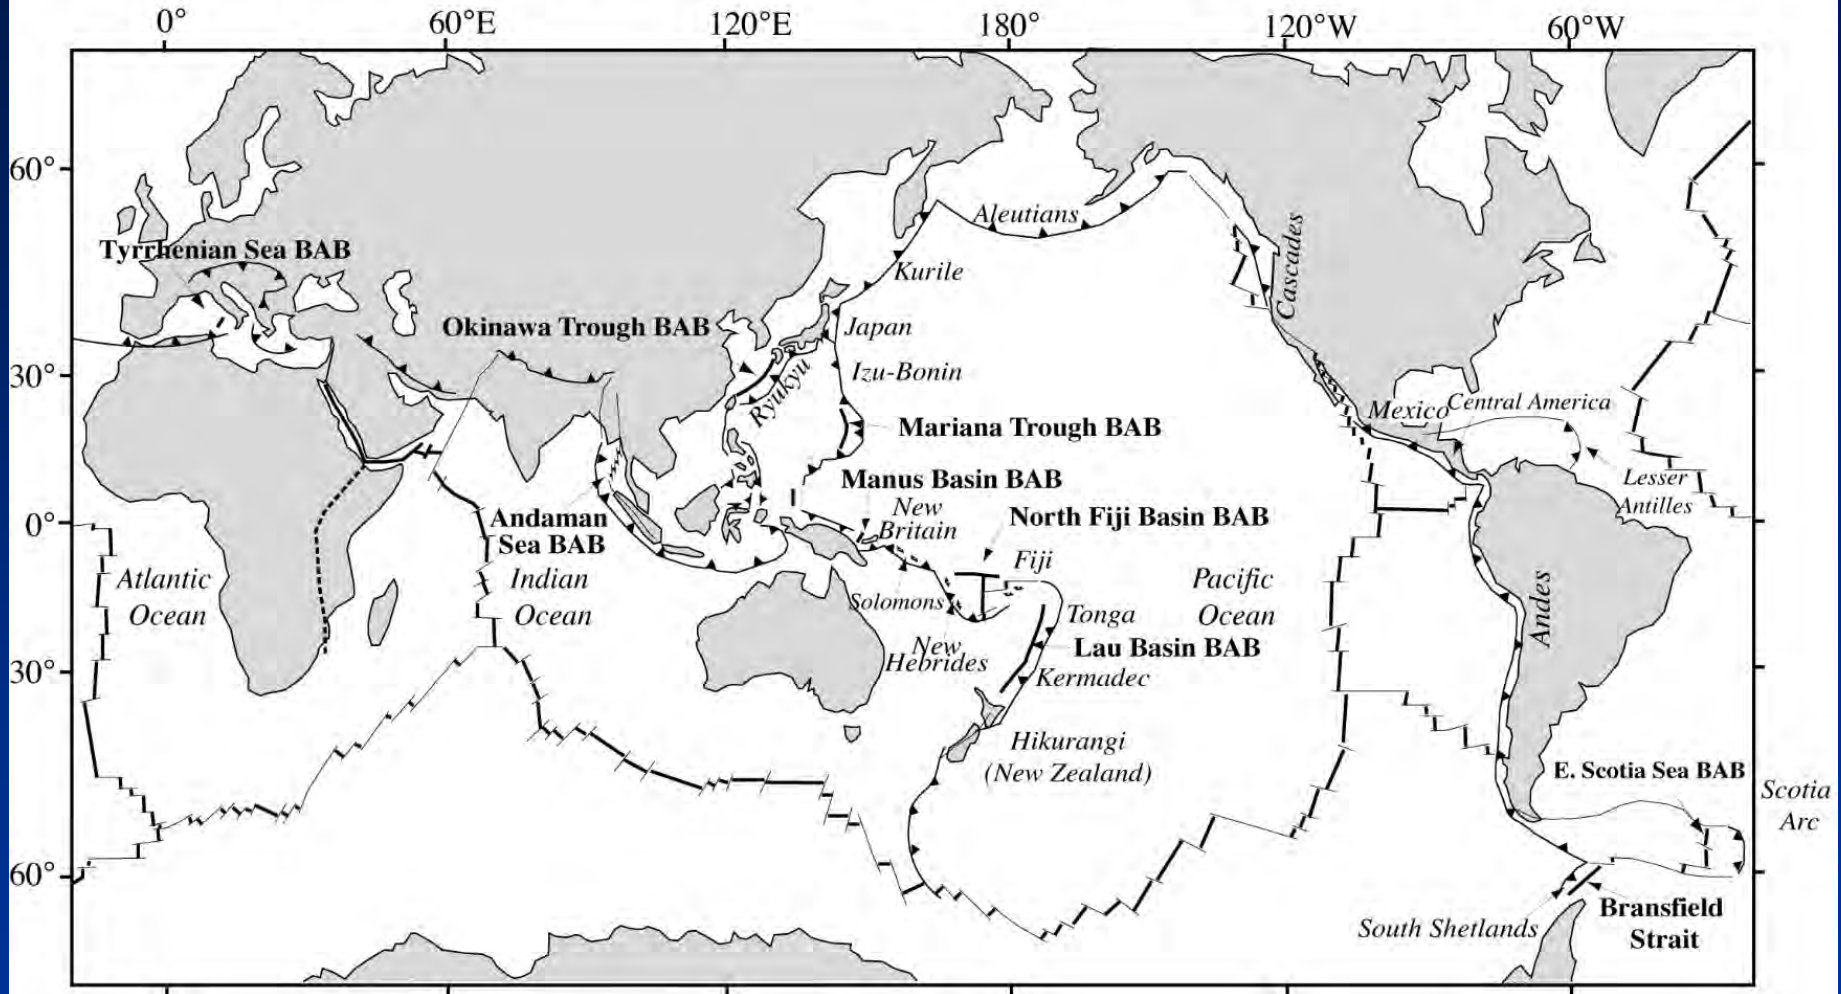 0°
60°E
120°E
180°
120°W
60°W
60°
Aleutians
Tyrrhenian Sea BAB
Kurile
Cascades
Okinawa Trough BAB
Japan
30°
Izu-Bonin
Ryukyu
Mexico
Central America
Mariana Trough BAB
Manus Basin BAB
Lesser
Antilles
New
Britain
0°
Andaman
Sea BAB
North Fiji Basin BAB
Fiji
Atlantic
Ocean
Indian
Ocean
Pacific
Ocean
Solomons
Tonga
Andes
New
Hebrides
Lau Basin BAB
30°
Kermadec
Hikurangi
(New Zealand)
E. Scotia Sea BAB
Scotia
Arc
60°
South Shetlands
Bransfield
Strait